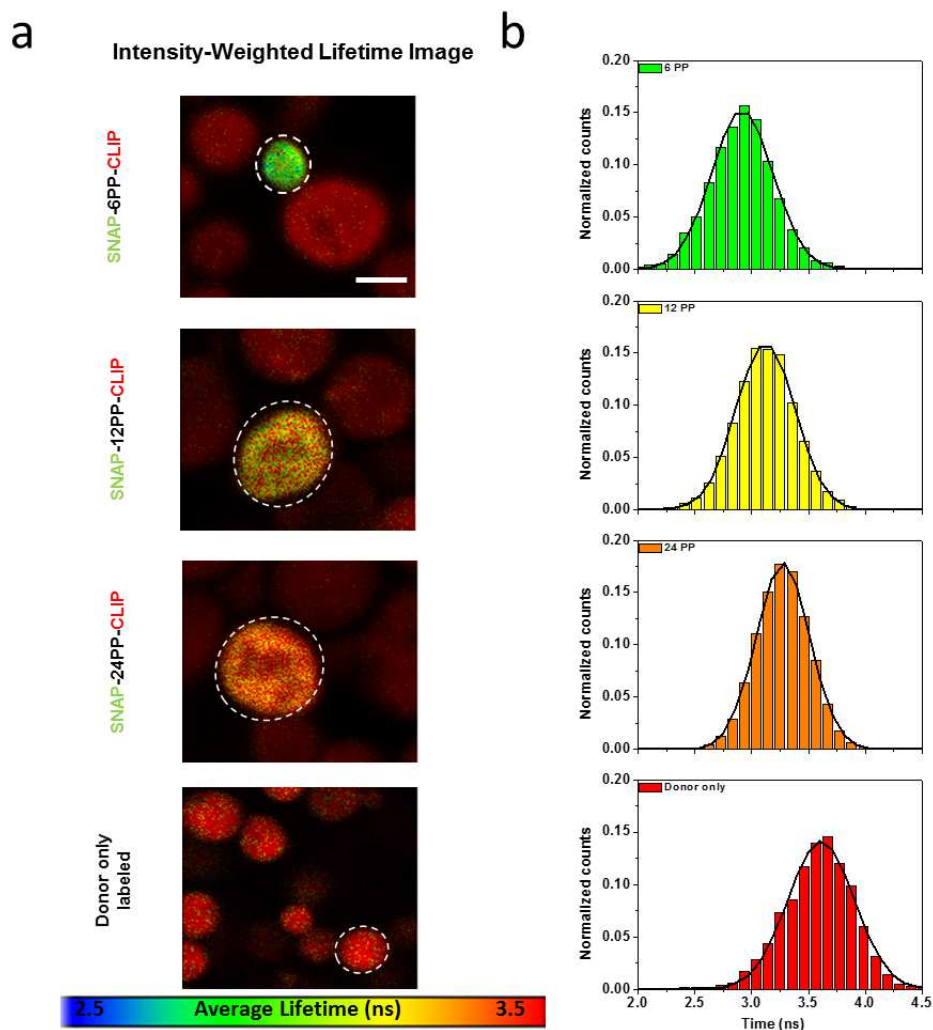 a
Intensity-Weighted Lifetime Image
SNAP-6PP-CLIP
SNAP-12PP-CLIP
SNAP-24PP-CLIP
Donor only
labeled
2.5 Average Lifetime (ns) 3.5
b
0.20
0.15
0.10
0.05
0.00
Normalized counts
6 PP
0.20
0.15
0.10
0.05
0.00
Normalized counts
12 PP
0.20
0.15
0.10
0.05
0.00
Normalized counts
24 PP
0.20
0.15
0.10
0.05
0.00
Normalized counts
Donor only
2.0 2.5 3.0 3.5 4.0 4.5
Time (ns)